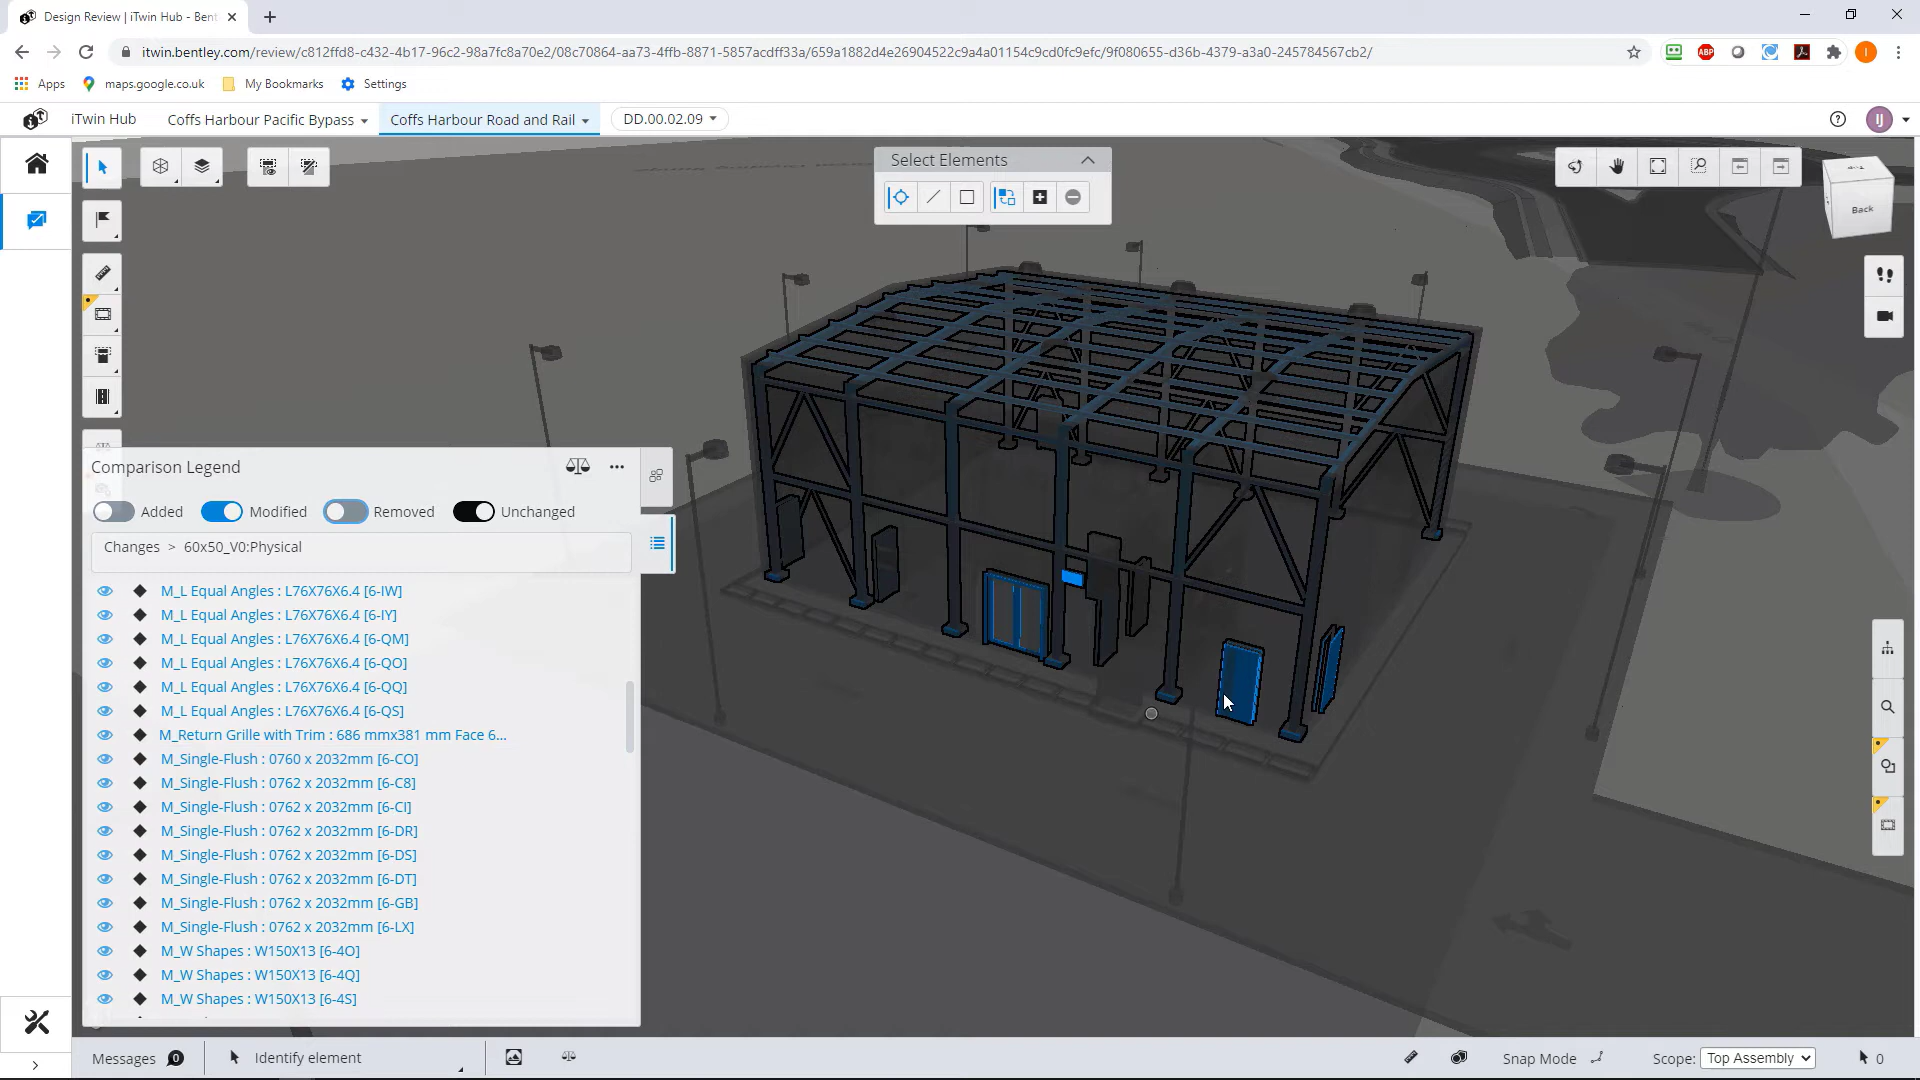 Design Review | iTwin Hub - Bent
itwin.bentley.com/review/c812ffd8-c432-4b17-96c2-98a7fc8a70e2/08c70864-aa73-4ffb-8871-5857acdff33a/659a1882d4e26904522c9a4a01154c9cd0fc9efc/9f080655-d36b-4379-a3a0-245784567cb2/
ABP
I
Apps
maps.google.co.uk
My Bookmarks
Settings
iTwin Hub
Coffs Harbour Pacific Bypass
Coffs Harbour Road and Rail
DD.00.02.09
IJ
Select Elements
Top
Back
Comparison Legend
Added
Modified
Removed
Unchanged
Changes > 60x50_V0:Physical
M_L Equal Angles : L76X76X6.4 [6-IW]
M_L Equal Angles : L76X76X6.4 [6-IY]
M_L Equal Angles : L76X76X6.4 [6-QM]
M_L Equal Angles : L76X76X6.4 [6-QO]
M_L Equal Angles : L76X76X6.4 [6-QQ]
M_L Equal Angles : L76X76X6.4 [6-QS]
M_Return Grille with Trim : 686 mmx381 mm Face 6...
M_Single-Flush : 0760 x 2032mm [6-CO]
M_Single-Flush : 0762 x 2032mm [6-C8]
M_Single-Flush : 0762 x 2032mm [6-CI]
M_Single-Flush : 0762 x 2032mm [6-DR]
M_Single-Flush : 0762 x 2032mm [6-DS]
M_Single-Flush : 0762 x 2032mm [6-DT]
M_Single-Flush : 0762 x 2032mm [6-GB]
M_Single-Flush : 0762 x 2032mm [6-LX]
M_W Shapes : W150X13 [6-4O]
M_W Shapes : W150X13 [6-4Q]
M_W Shapes : W150X13 [6-4S]
Messages 0
Identify element
Snap Mode
Scope: Top Assembly
0